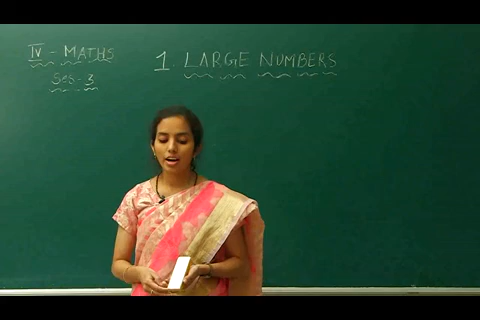 IV - MATHS
Ses - 3
1. LARGE NUMBERS